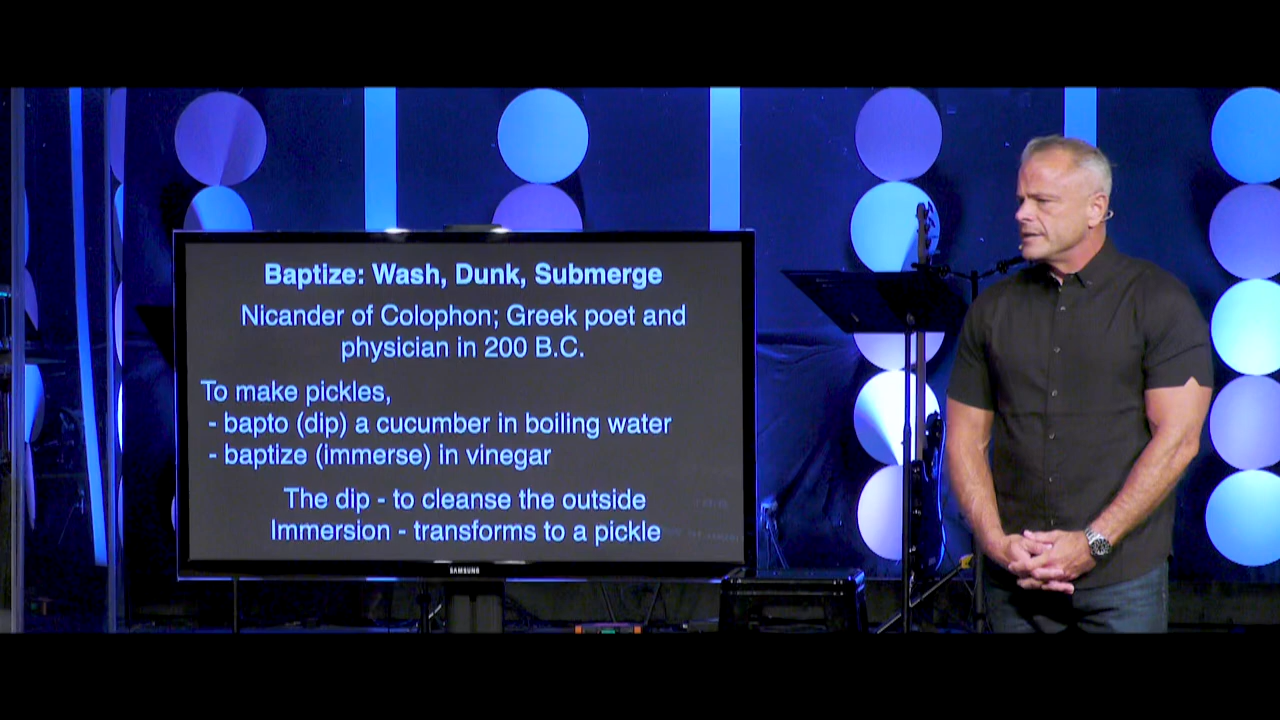 Baptize: Wash, Dunk, Submerge
Nicander of Colophon; Greek poet and
physician in 200 B.C.
To make pickles,
- bapto (dip) a cucumber in boiling water
- baptize (immerse) in vinegar
The dip - to cleanse the outside
Immersion - transforms to a pickle
SAMSUNG